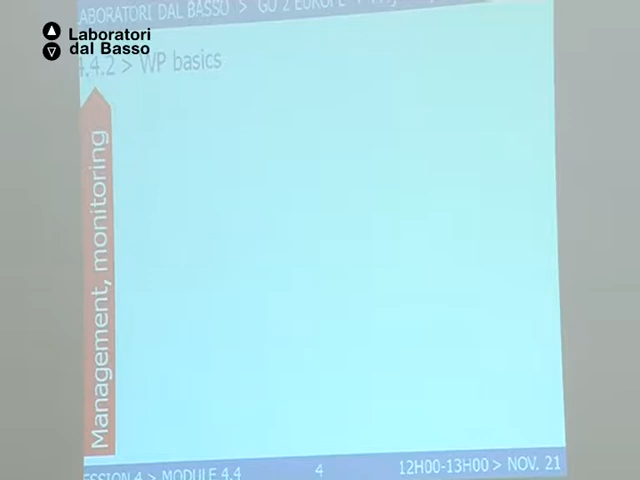 LABORATORI DAL BASSO > GO 2 EUROPE
Laboratori
dal Basso
4.4.2 > WP basics
Management, monitoring
SESSION 4 > MODULE 4.4
4
12H00-13H00 > NOV. 21